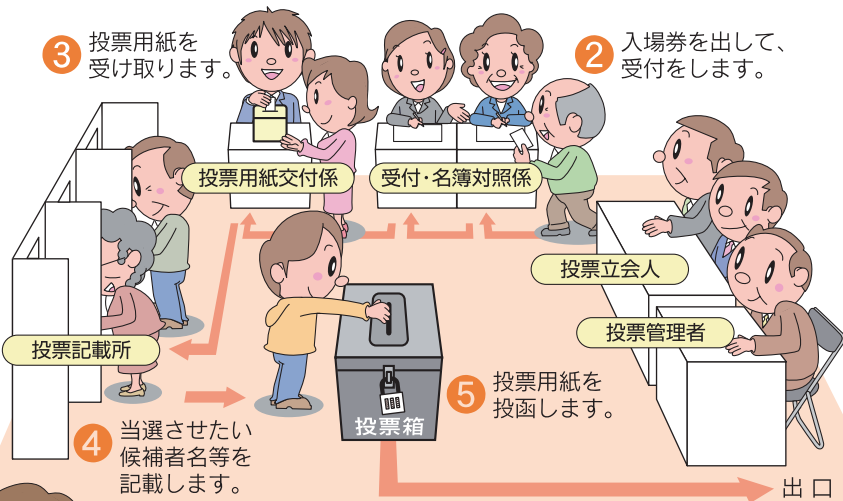 ❸ 投票用紙を
受け取ります。
❷ 入場券を出して、
受付をします。
投票用紙交付係
受付・名簿対照係
投票立会人
投票管理者
投票記載所
❺ 投票用紙を
投函します。
投票箱
❹ 当選させたい
候補者名等を
記載します。
出口